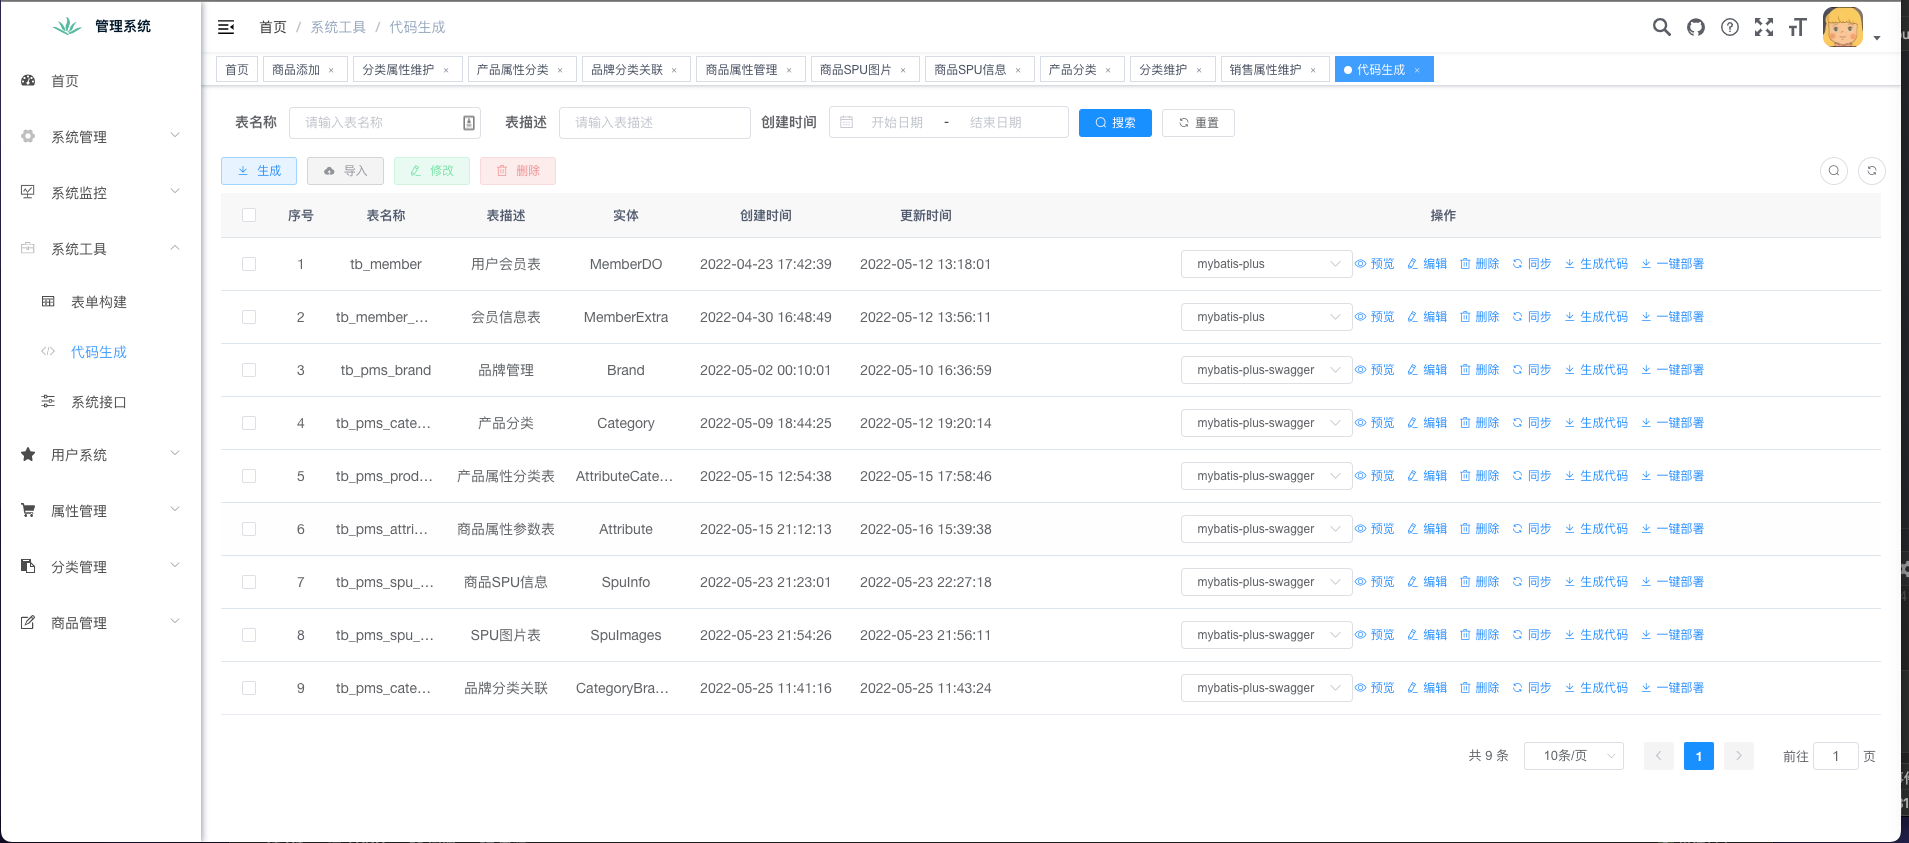 管理系统
首页 / 系统工具 / 代码生成
首页
系统管理
系统监控
系统工具
表单构建
代码生成
系统接口
用户系统
属性管理
分类管理
商品管理
首页 商品添加 × 分类属性维护 × 产品属性分类 × 品牌分类关联 × 商品属性管理 × 商品SPU图片 × 商品SPU信息 × 产品分类 × 分类维护 × 销售属性维护 × 代码生成 ×
表名称 请输入表名称 表描述 请输入表描述 创建时间 开始日期 - 结束日期 搜索 重置
生成 导入 修改 删除
序号 表名称 表描述 实体 创建时间 更新时间 操作
1 tb_member 用户会员表 MemberDO 2022-04-23 17:42:39 2022-05-12 13:18:01 mybatis-plus 预览 编辑 删除 同步 生成代码 一键部署
2 tb_member_... 会员信息表 MemberExtra 2022-04-30 16:48:49 2022-05-12 13:56:11 mybatis-plus 预览 编辑 删除 同步 生成代码 一键部署
3 tb_pms_brand 品牌管理 Brand 2022-05-02 00:10:01 2022-05-10 16:36:59 mybatis-plus-swagger 预览 编辑 删除 同步 生成代码 一键部署
4 tb_pms_cate... 产品分类 Category 2022-05-09 18:44:25 2022-05-12 19:20:14 mybatis-plus-swagger 预览 编辑 删除 同步 生成代码 一键部署
5 tb_pms_prod... 产品属性分类表 AttributeCate... 2022-05-15 12:54:38 2022-05-15 17:58:46 mybatis-plus-swagger 预览 编辑 删除 同步 生成代码 一键部署
6 tb_pms_attri... 商品属性参数表 Attribute 2022-05-15 21:12:13 2022-05-16 15:39:38 mybatis-plus-swagger 预览 编辑 删除 同步 生成代码 一键部署
7 tb_pms_spu_... 商品SPU信息 SpuInfo 2022-05-23 21:23:01 2022-05-23 22:27:18 mybatis-plus-swagger 预览 编辑 删除 同步 生成代码 一键部署
8 tb_pms_spu_... SPU图片表 SpuImages 2022-05-23 21:54:26 2022-05-23 21:56:11 mybatis-plus-swagger 预览 编辑 删除 同步 生成代码 一键部署
9 tb_pms_cate... 品牌分类关联 CategoryBra... 2022-05-25 11:41:16 2022-05-25 11:43:24 mybatis-plus-swagger 预览 编辑 删除 同步 生成代码 一键部署
共 9 条 10条/页 1 前往 1 页